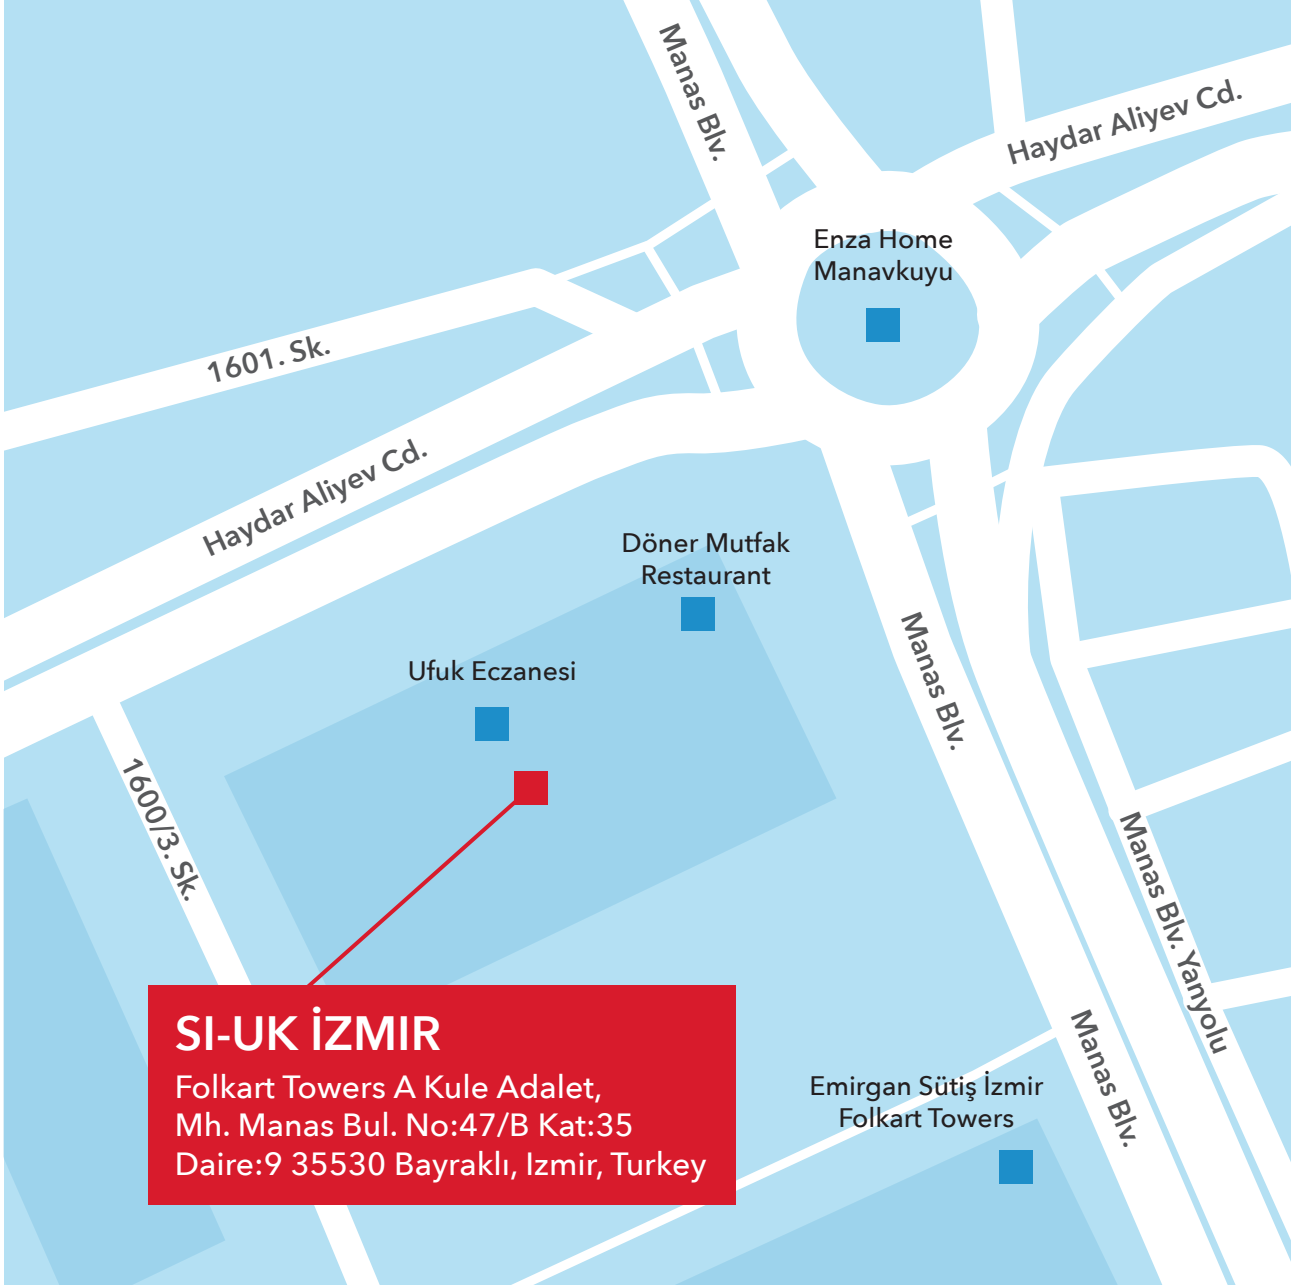 Manas Blv.
Haydar Aliyev Cd.
Enza Home
Manavkuyu
1601. Sk.
Haydar Aliyev Cd.
Döner Mutfak
Restaurant
Ufuk Eczanesi
Manas Blv.
1600/3. Sk.
Manas Blv. Yanyolu
SI-UK İZMIR
Folkart Towers A Kule Adalet,
Mh. Manas Bul. No:47/B Kat:35
Daire:9 35530 Bayraklı, Izmir, Turkey
Manas Blv.
Emirgan Sütiş İzmir
Folkart Towers